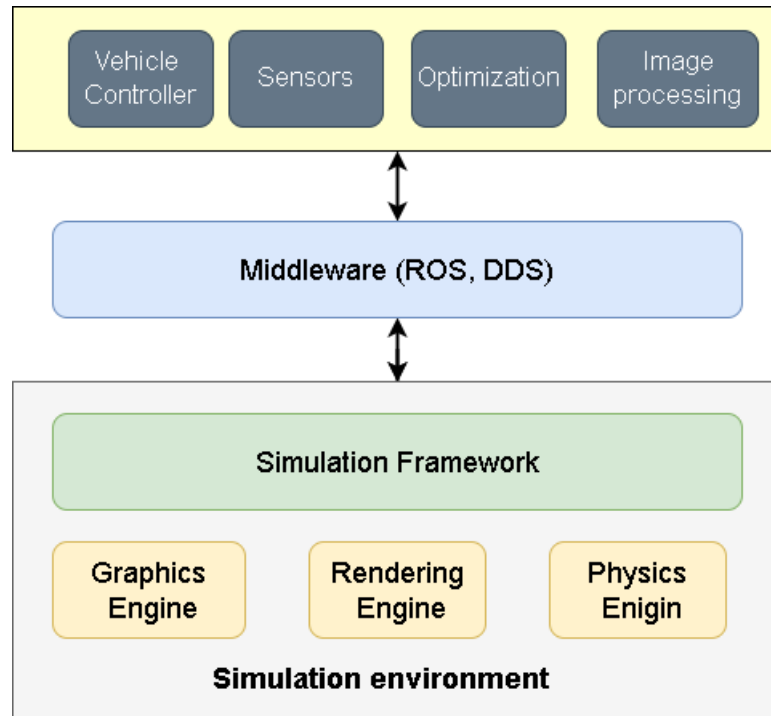 Vehicle
Controller
Sensors
Optimization
Image
processing
Middleware (ROS, DDS)
Simulation Framework
Graphics
Engine
Rendering
Engine
Physics
Enigin
Simulation environment